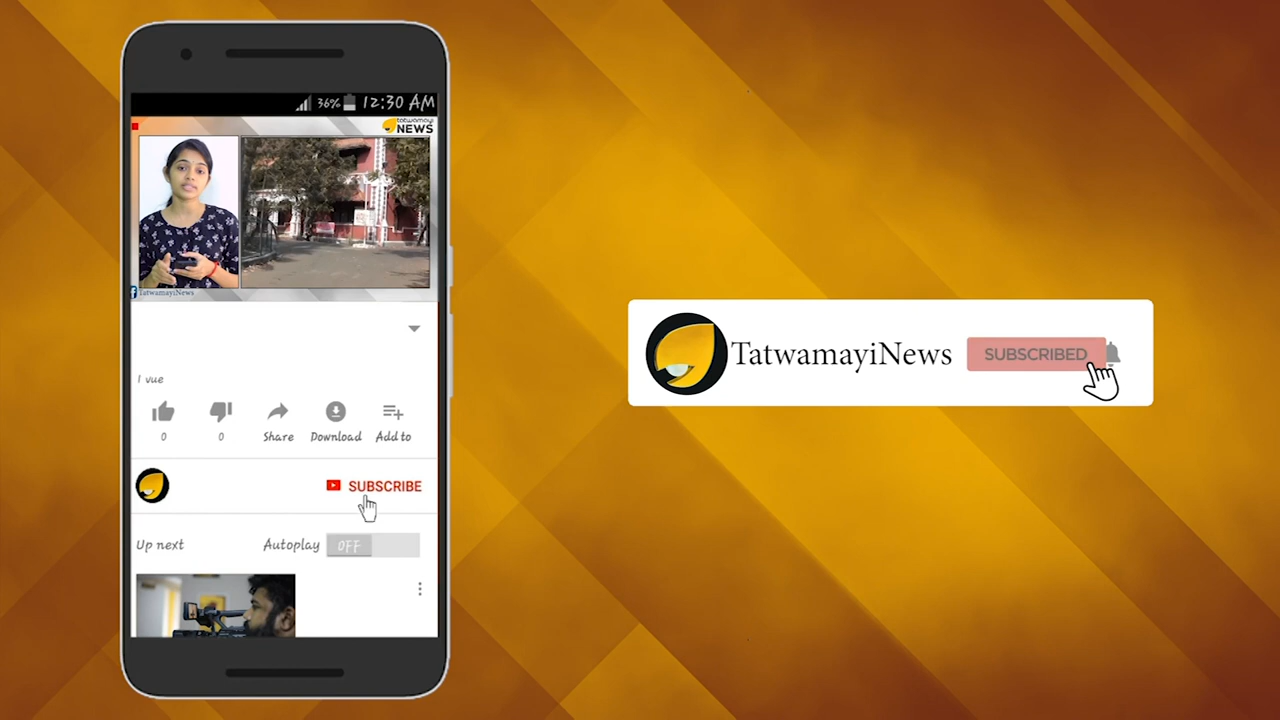 36% 12:30 AM
tatwamayi
NEWS
TatwamayiNews
1 vue
0 0 Share Download Add to
SUBSCRIBE
Up next Autoplay OFF
TatwamayiNews SUBSCRIBED